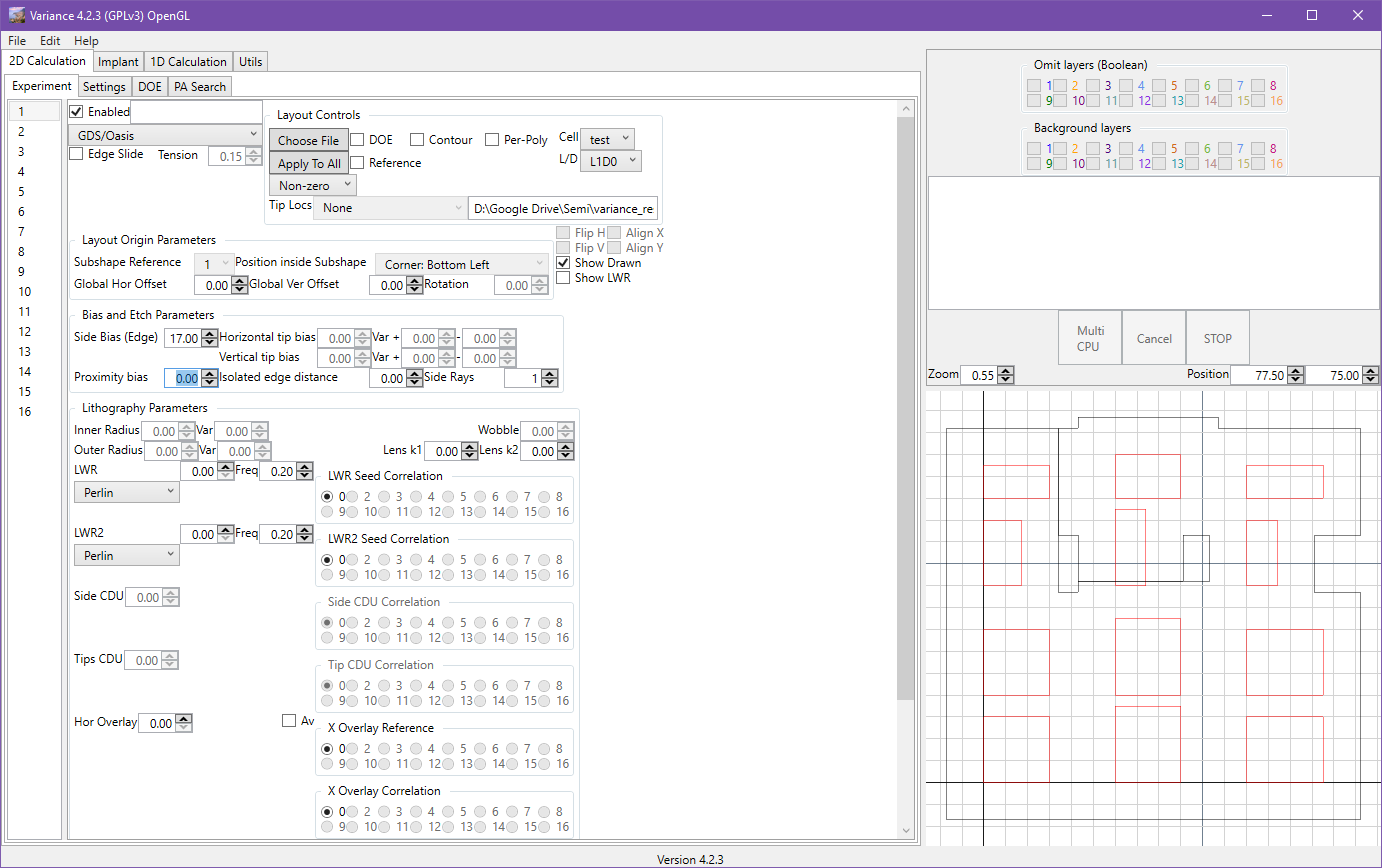 Variance 4.2.3 (GPLv3) OpenGL
File Edit Help
2D Calculation Implant 1D Calculation Utils
Experiment Settings DOE PA Search
1
2
3
4
5
6
7
8
9
10
11
12
13
14
15
16
Enabled
GDS/Oasis
Edge Slide Tension 0.15
Layout Controls
Choose File DOE Contour Per-Poly Cell test
Apply To All Reference L/D L1D0
Non-zero
Tip Locs None D:\Google Drive\Semi\variance_re
Layout Origin Parameters
Subshape Reference 1 Position inside Subshape Corner: Bottom Left
Global Hor Offset 0.00 Global Ver Offset 0.00 Rotation 0.00
Flip H Align X
Flip V Align Y
Show Drawn
Show LWR
Bias and Etch Parameters
Side Bias (Edge) 17.00 Horizontal tip bias 0.00 Var + 0.00 - 0.00
Vertical tip bias 0.00 Var + 0.00 - 0.00
Proximity bias 0.00 Isolated edge distance 0.00 Side Rays 1
Lithography Parameters
Inner Radius 0.00 Var 0.00 Wobble 0.00
Outer Radius 0.00 Var 0.00 Lens k1 0.00 Lens k2 0.00
LWR 0.00 Freq 0.20
Perlin
LWR Seed Correlation
0 2 3 4 5 6 7 8
9 10 11 12 13 14 15 16
LWR2 0.00 Freq 0.20
Perlin
LWR2 Seed Correlation
0 2 3 4 5 6 7 8
9 10 11 12 13 14 15 16
Side CDU 0.00
Side CDU Correlation
0 2 3 4 5 6 7 8
9 10 11 12 13 14 15 16
Tips CDU 0.00
Tip CDU Correlation
0 2 3 4 5 6 7 8
9 10 11 12 13 14 15 16
Hor Overlay 0.00 Av
X Overlay Reference
0 2 3 4 5 6 7 8
9 10 11 12 13 14 15 16
X Overlay Correlation
0 2 3 4 5 6 7 8
9 10 11 12 13 14 15 16
Omit layers (Boolean)
1 2 3 4 5 6 7 8
9 10 11 12 13 14 15 16
Background layers
1 2 3 4 5 6 7 8
9 10 11 12 13 14 15 16
Multi CPU Cancel STOP
Zoom 0.55 Position 77.50 75.00
Version 4.2.3